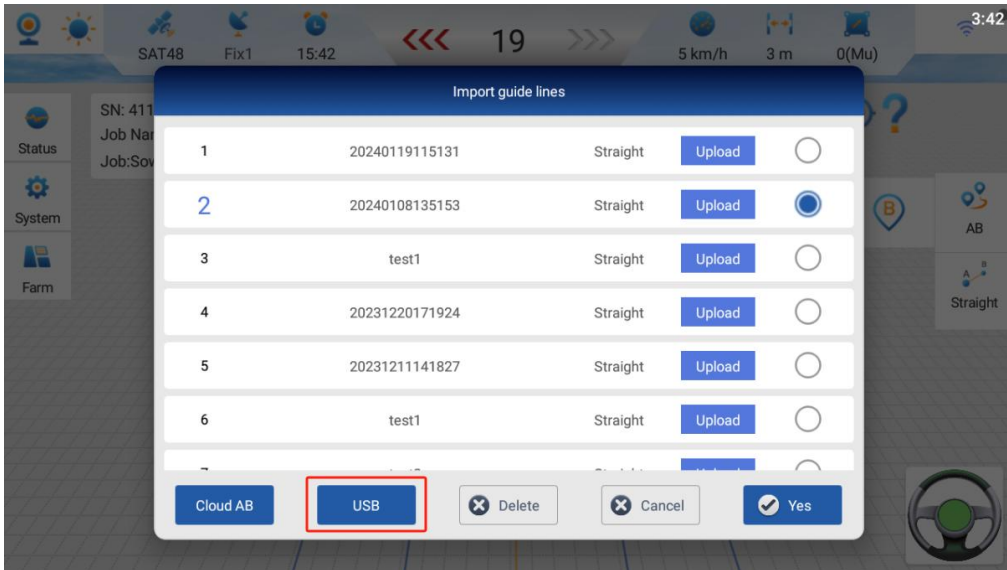 3:42
SAT48 Fix1 15:42 19 5 km/h 3 m 0(Mu)
Import guide lines
SN: 411
Job Nar
Job:Sov
Status
System
Farm
1 20240119115131 Straight Upload
2 20240108135153 Straight Upload
3 test1 Straight Upload
4 20231220171924 Straight Upload
5 20231211141827 Straight Upload
6 test1 Straight Upload
B
AB
A B
Straight
Cloud AB USB Delete Cancel Yes